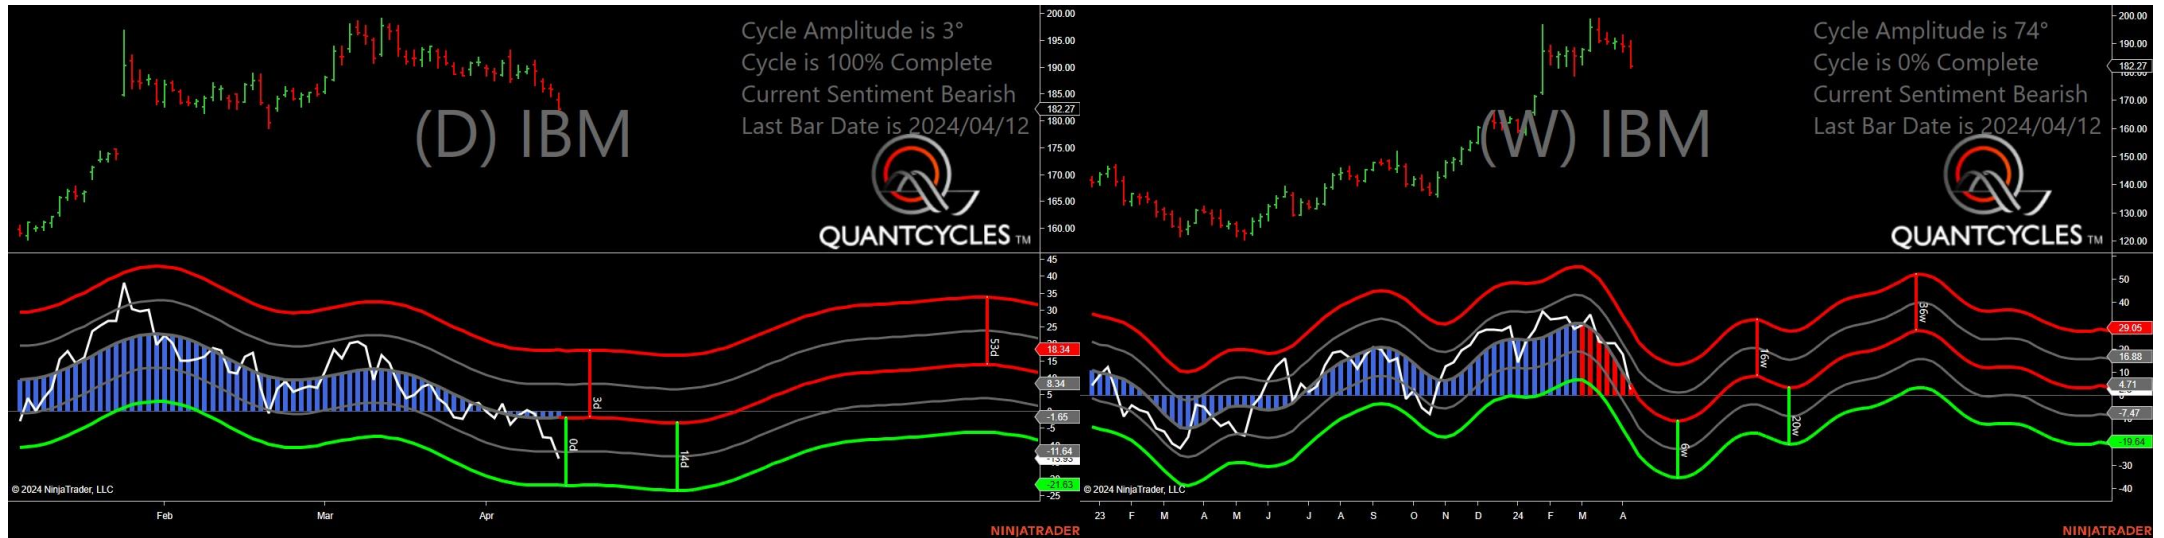 Cycle Amplitude is 3°
Cycle is 100% Complete
Current Sentiment Bearish
Last Bar Date is 2024/04/12
(D) IBM
QUANTCYCLES TM
200.00
195.00
190.00
185.00
182.27
180.00
175.00
170.00
165.00
160.00
45
40
35
30
25
18.34
15
8.34
5
-1.65
-5
-11.64
-13.93
-21.63
-25
3d
0d
14d
53d
© 2024 NinjaTrader, LLC
Feb
Mar
Apr
NINJATRADER
Cycle Amplitude is 74°
Cycle is 0% Complete
Current Sentiment Bearish
Last Bar Date is 2024/04/12
(W) IBM
QUANTCYCLES TM
200.00
190.00
182.27
180.00
170.00
160.00
150.00
140.00
130.00
120.00
50
40
29.05
16.88
10
4.71
-7.47
-19.64
-30
-40
6w
16w
20w
36w
© 2024 NinjaTrader, LLC
23 F M A M J J A S O N D 24 F M A
NINJATRADER